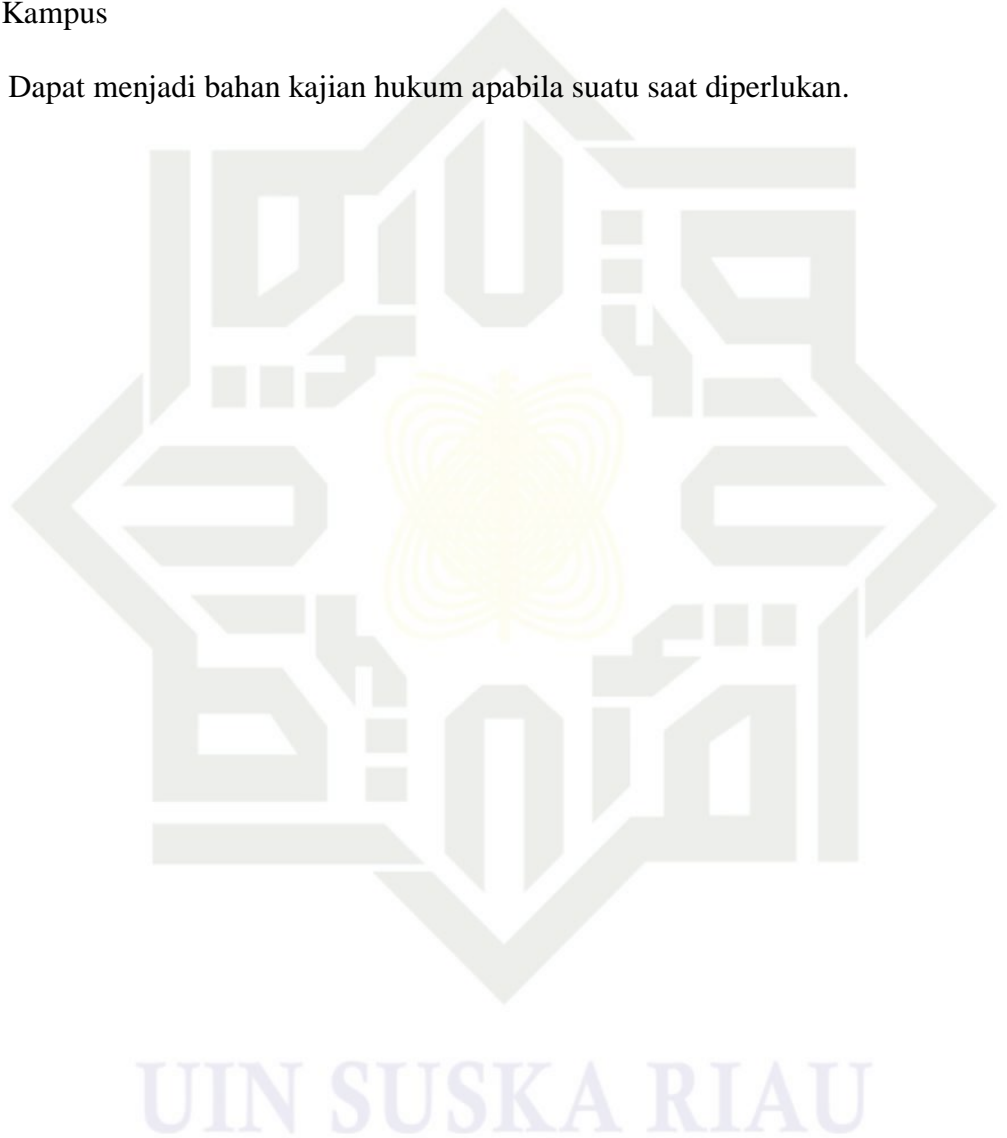 Kampus
Dapat menjadi bahan kajian hukum apabila suatu saat diperlukan.
UIN SUSKA RIAU